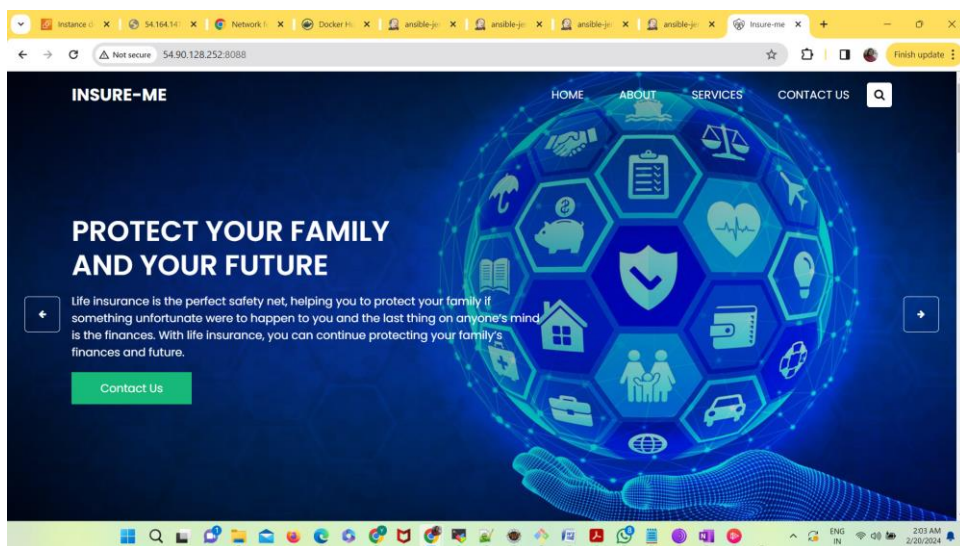 Instance d
54.164.14
Network f
Docker H
ansible-je
ansible-je
ansible-je
ansible-je
Insure-me
Not secure 54.90.128.252:8088
Finish update
INSURE-ME
HOME ABOUT SERVICES CONTACT US
PROTECT YOUR FAMILY
AND YOUR FUTURE
Life insurance is the perfect safety net, helping you to protect your family if
something unfortunate were to happen to you and the last thing on anyone's mind
is the finances. With life insurance, you can continue protecting your family's
finances and future.
Contact Us
ENG
IN
2:03 AM
2/20/2024